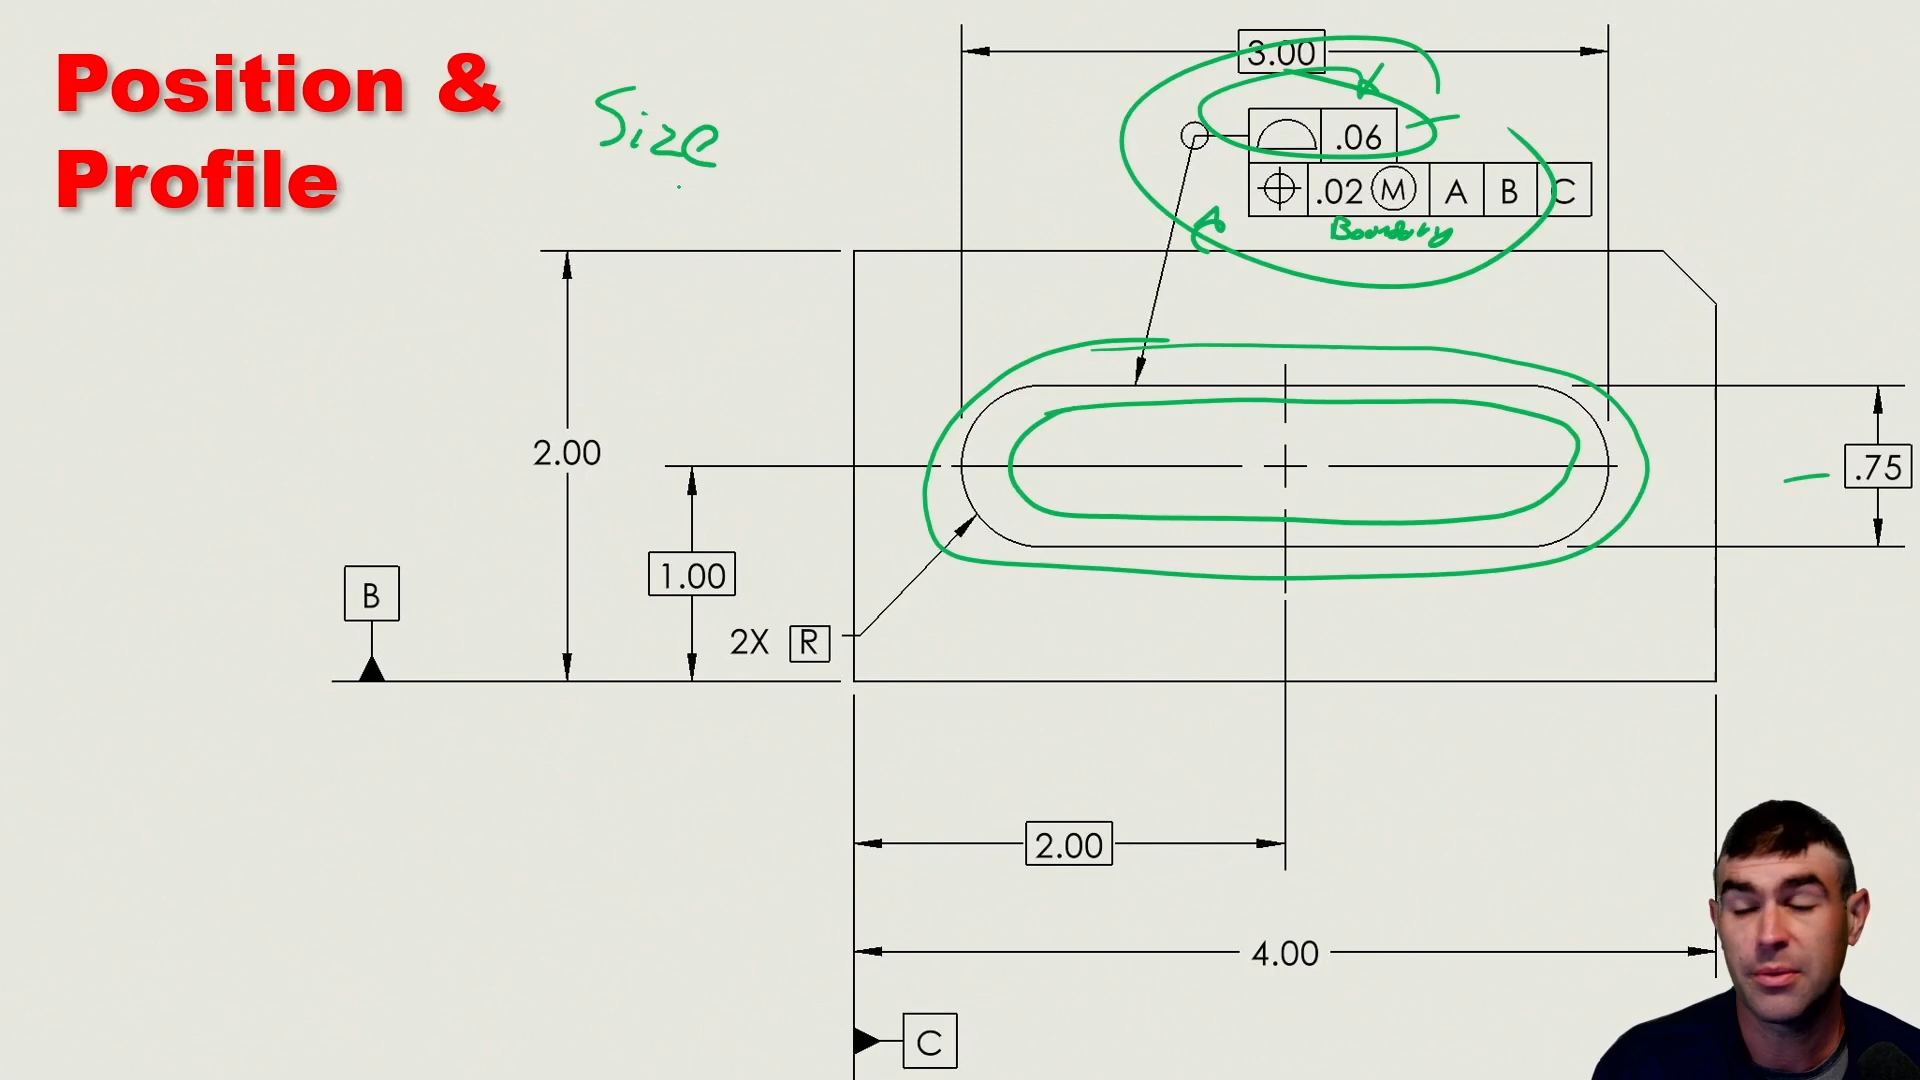 Position &
Profile
Size
3.00
.06
.02 Ⓜ A B C
Boundary
2.00
.75
1.00
B
2X R
2.00
4.00
C